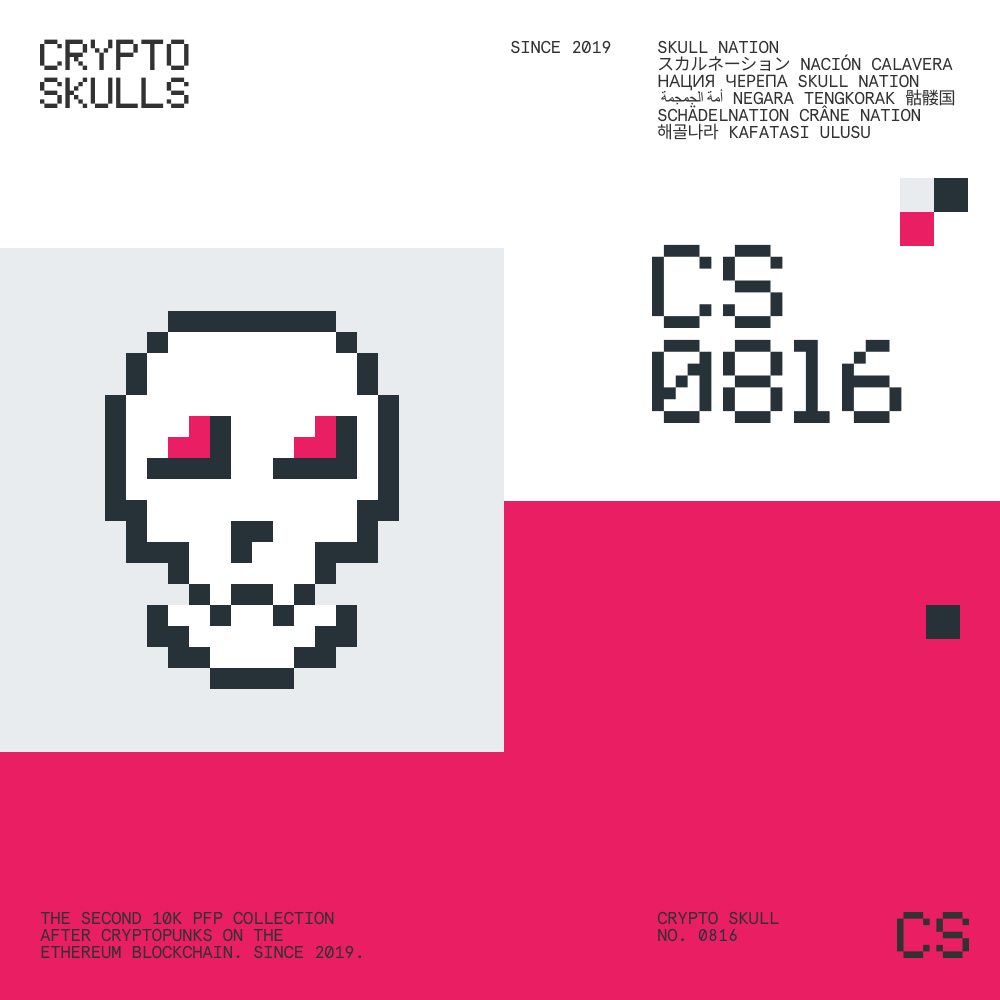 CRYPTO
SKULLS
SINCE 2019
SKULL NATION
スカルネーション NACIÓN CALAVERA
НАЦИЯ ЧЕРЕПА SKULL NATION
أمة الجمجمة NEGARA TENGKORAK 骷髅国
SCHÄDELNATION CRÂNE NATION
해골나라 KAFATASI ULUSU
CS
0816
THE SECOND 10K PFP COLLECTION
AFTER CRYPTOPUNKS ON THE
ETHEREUM BLOCKCHAIN. SINCE 2019.
CRYPTO SKULL
NO. 0816
CS